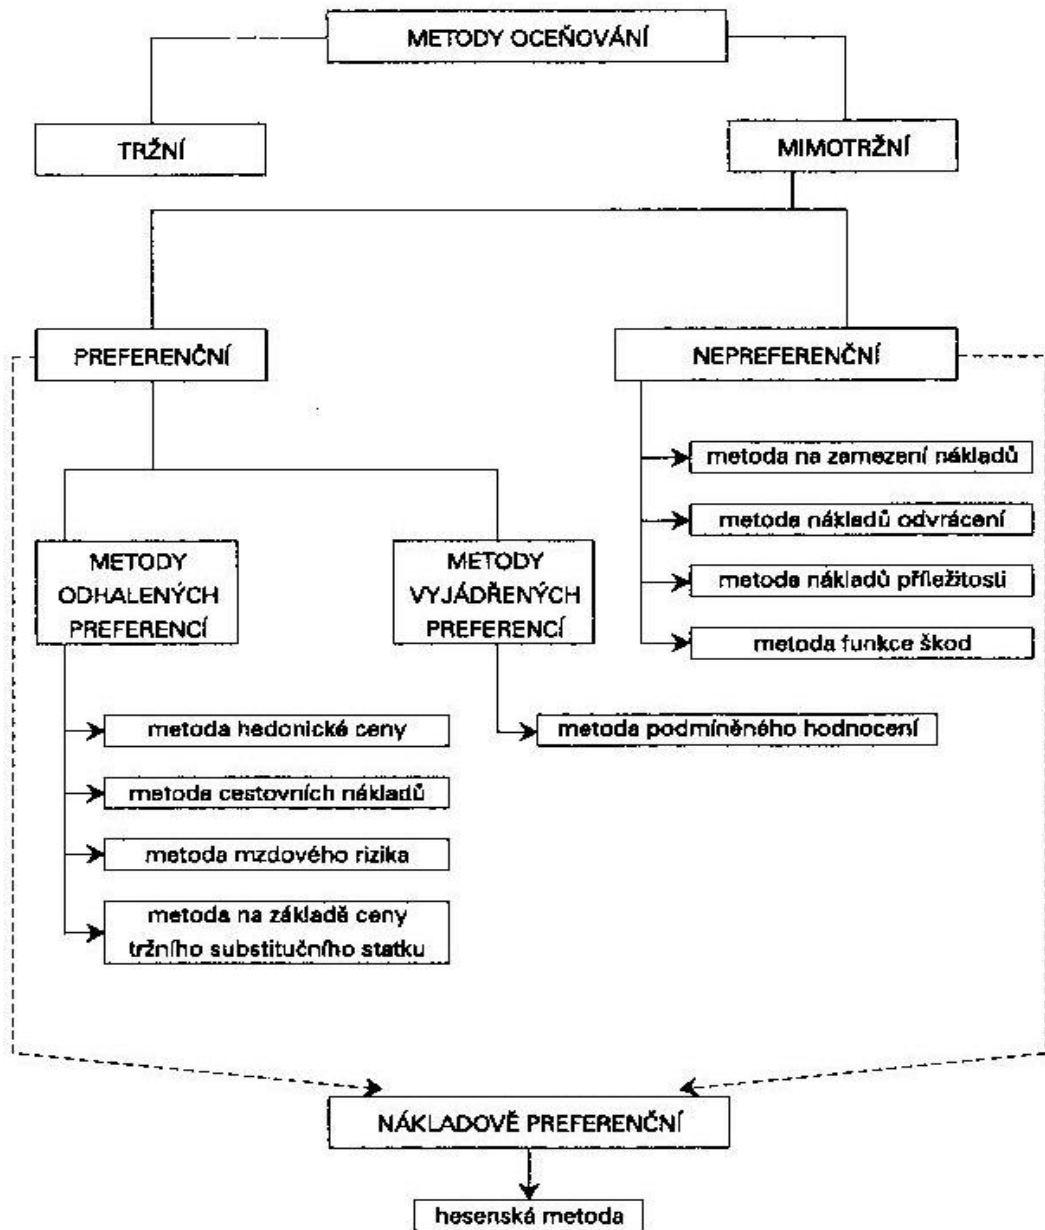 METODY OCEŇOVÁNÍ
TRŽNÍ
MIMOTRŽNÍ
PREFERENČNÍ
NEPREFERENČNÍ
metoda na zamezení nákladů
metoda nákladů odvrácení
metoda nákladů příležitosti
metoda funkce škod
METODY
ODHALENÝCH
PREFERENCÍ
METODY
VYJÁDŘENÝCH
PREFERENCÍ
metoda hedonické ceny
metoda cestovních nákladů
metoda mzdového rizika
metoda na základě ceny
tržního substitučního statku
metoda podmíněného hodnocení
NÁKLADOVĚ PREFERENČNÍ
hesenská metoda